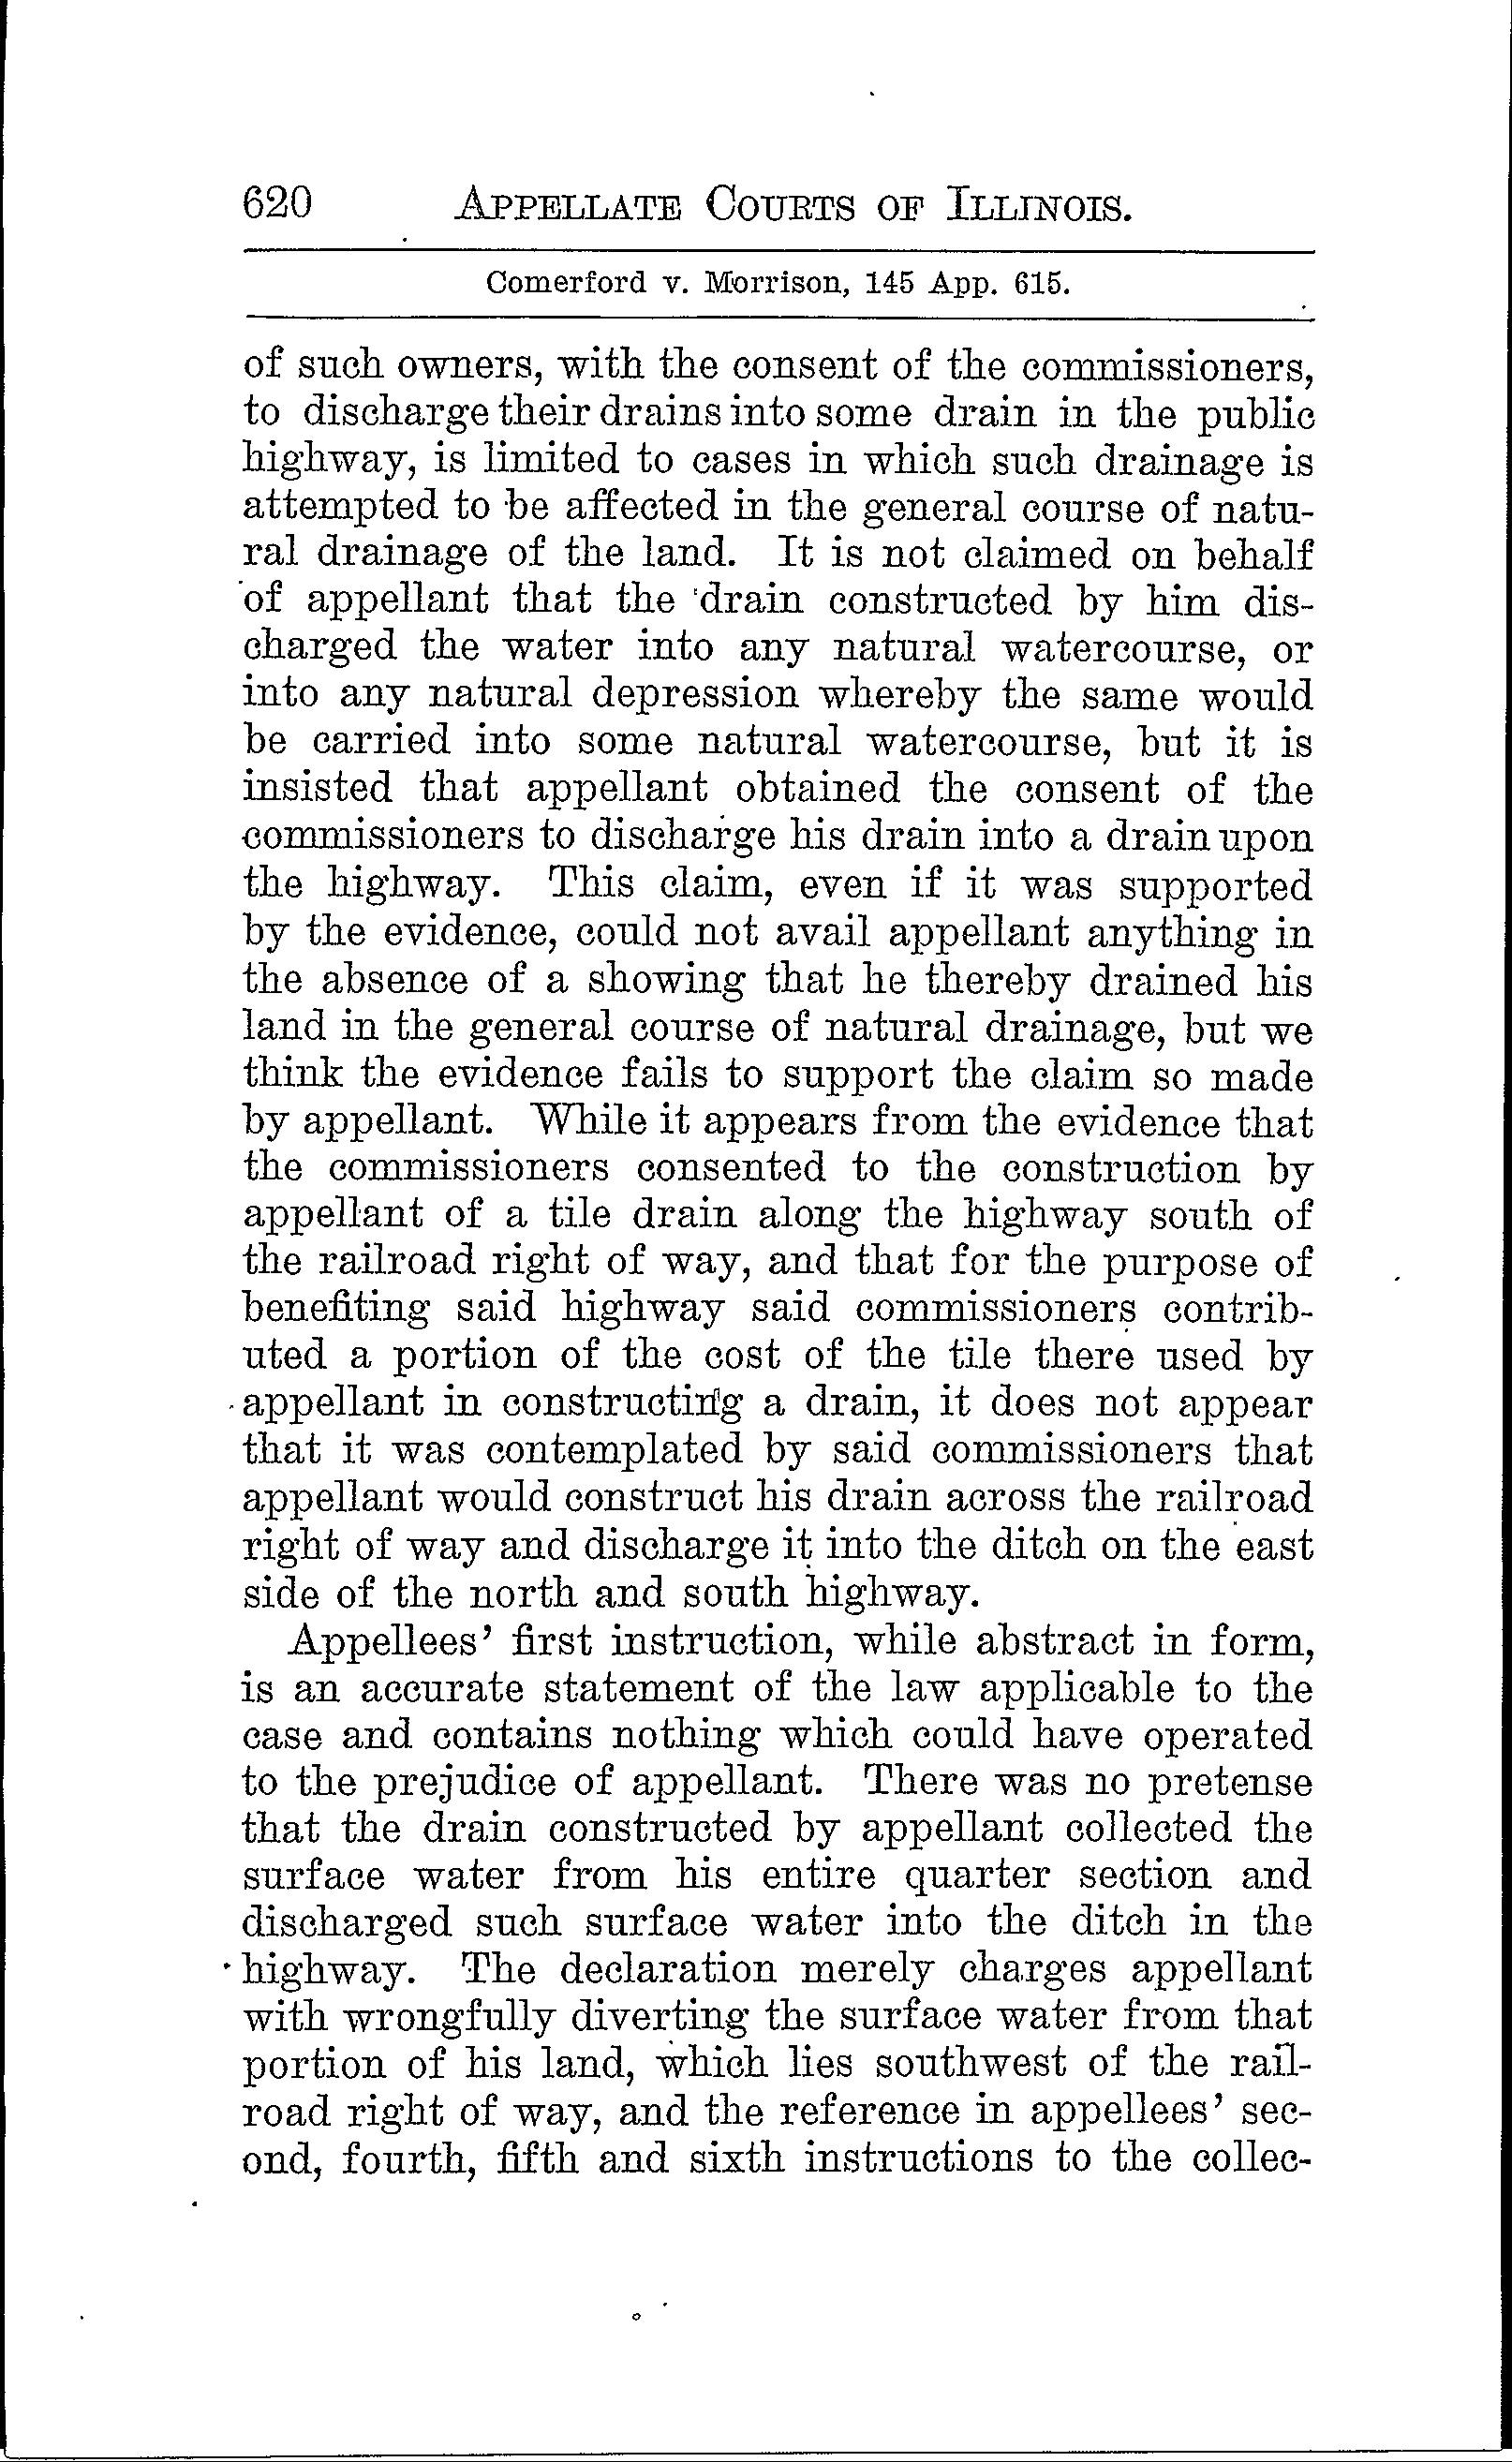 620 APPELLATE COURTS OF ILLINOIS.
Comerford v. Morrison, 145 App. 615.
of such owners, with the consent of the commissioners,
to discharge their drains into some drain in the public
highway, is limited to cases in which such drainage is
attempted to be affected in the general course of natu-
ral drainage of the land. It is not claimed on behalf
of appellant that the drain constructed by him dis-
charged the water into any natural watercourse, or
into any natural depression whereby the same would
be carried into some natural watercourse, but it is
insisted that appellant obtained the consent of the
commissioners to discharge his drain into a drain upon
the highway. This claim, even if it was supported
by the evidence, could not avail appellant anything in
the absence of a showing that he thereby drained his
land in the general course of natural drainage, but we
think the evidence fails to support the claim so made
by appellant. While it appears from the evidence that
the commissioners consented to the construction by
appellant of a tile drain along the highway south of
the railroad right of way, and that for the purpose of
benefiting said highway said commissioners contrib-
uted a portion of the cost of the tile there used by
appellant in constructing a drain, it does not appear
that it was contemplated by said commissioners that
appellant would construct his drain across the railroad
right of way and discharge it into the ditch on the east
side of the north and south highway.
Appellees' first instruction, while abstract in form,
is an accurate statement of the law applicable to the
case and contains nothing which could have operated
to the prejudice of appellant. There was no pretense
that the drain constructed by appellant collected the
surface water from his entire quarter section and
discharged such surface water into the ditch in the
highway. The declaration merely charges appellant
with wrongfully diverting the surface water from that
portion of his land, which lies southwest of the rail-
road right of way, and the reference in appellees' sec-
ond, fourth, fifth and sixth instructions to the collec-